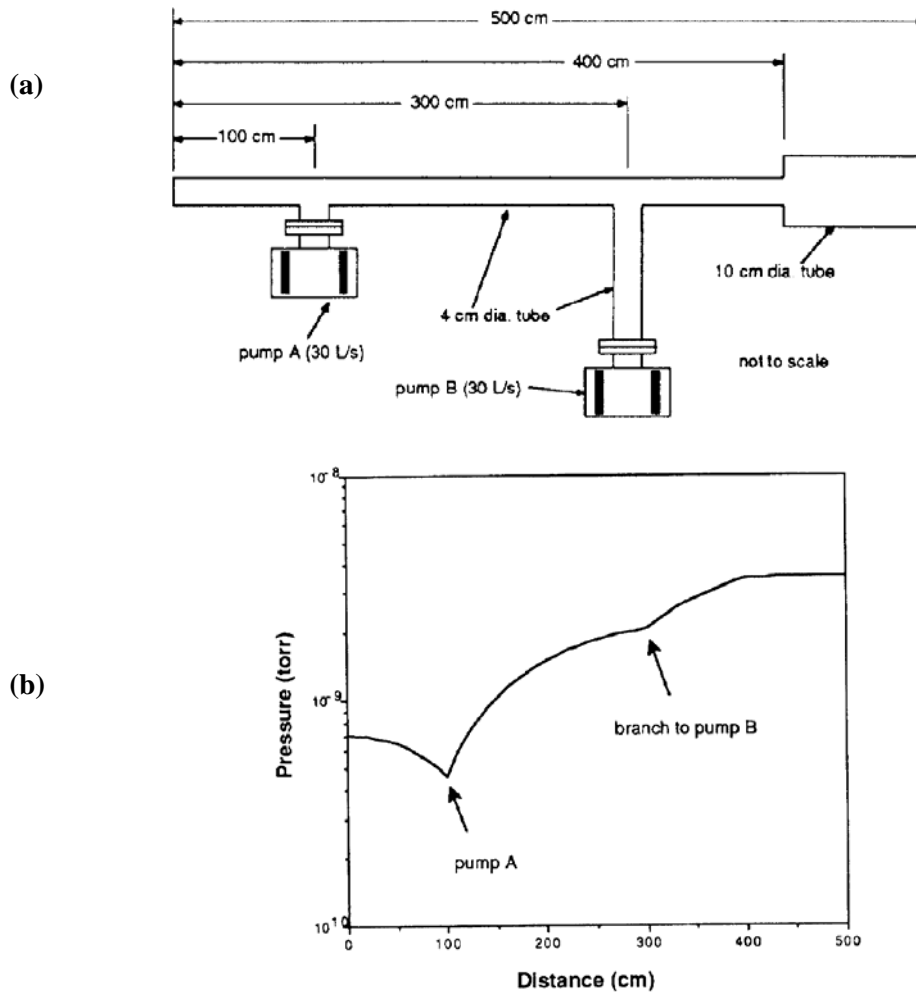 500 cm
(a)
400 cm
300 cm
100 cm
10 cm dia. tube
4 cm dia. tube
pump A (30 L/s)
not to scale
pump B (30 L/s)
(b)
10-8
10-9
1010
Pressure (torr)
branch to pump B
pump A
0 100 200 300 400 500
Distance (cm)